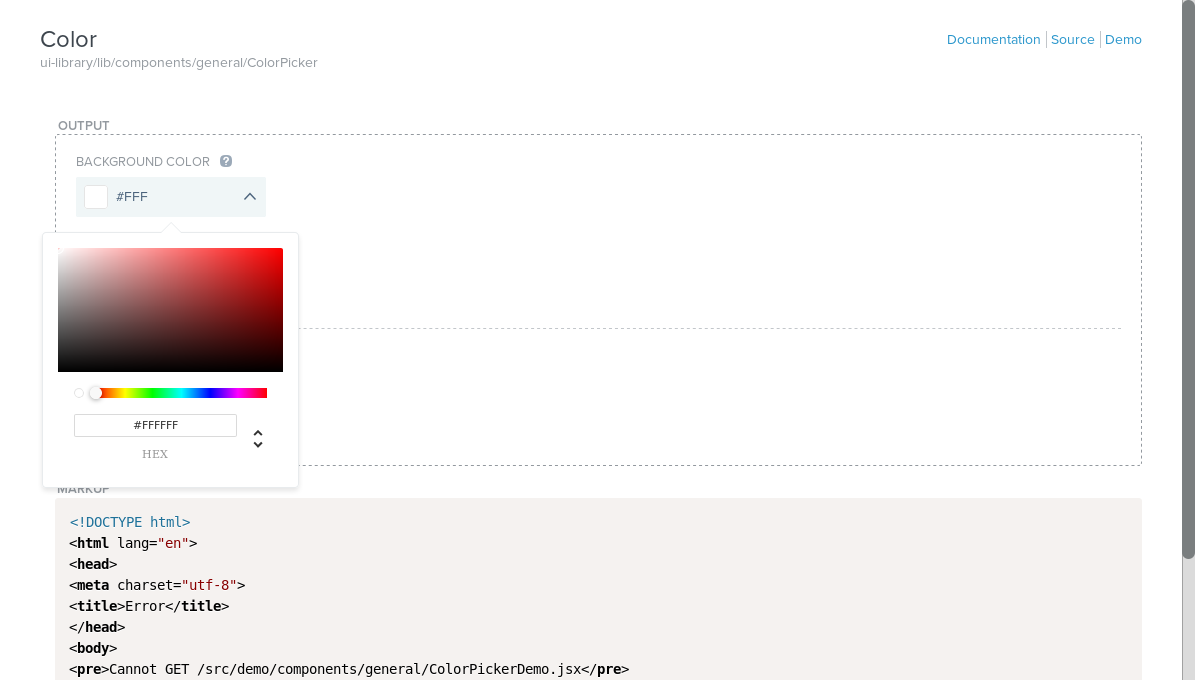 Color
Documentation Source Demo
ui-library/lib/components/general/ColorPicker
OUTPUT
BACKGROUND COLOR ?
#FFF
#FFFFFF
HEX
MARKUP
<!DOCTYPE html>
<html lang="en">
<head>
<meta charset="utf-8">
<title>Error</title>
</head>
<body>
<pre>Cannot GET /src/demo/components/general/ColorPickerDemo.jsx</pre>